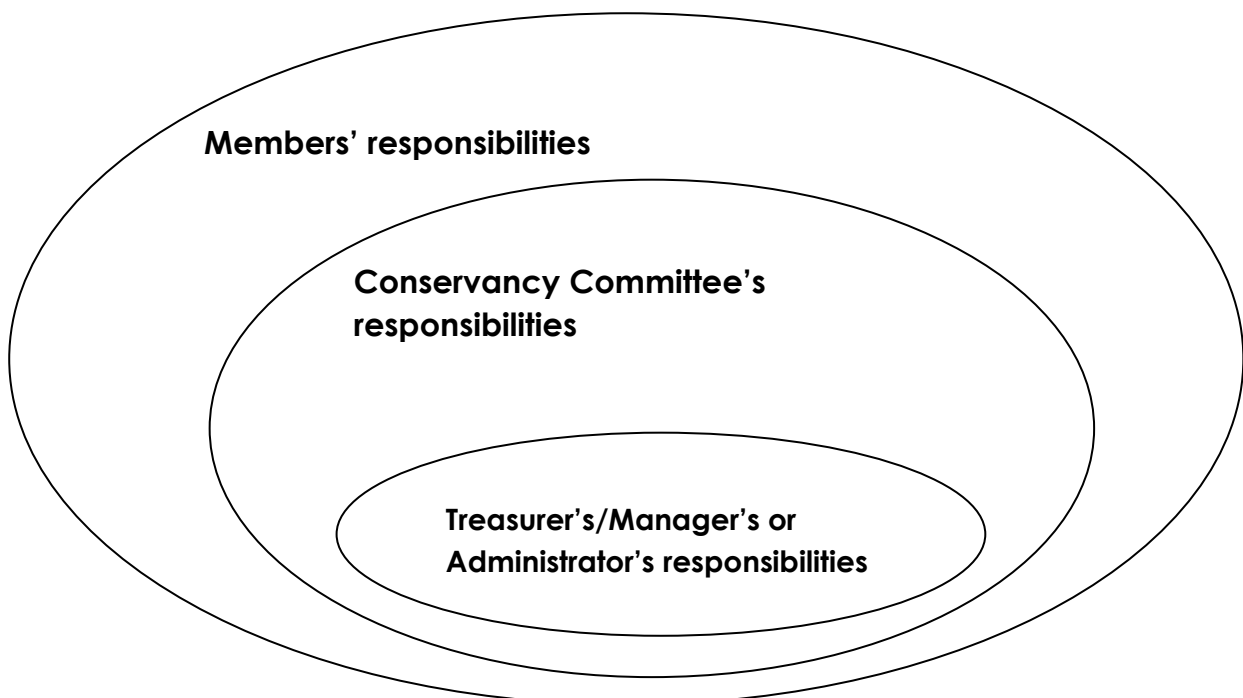 Members’ responsibilities
Conservancy Committee’s
responsibilities
Treasurer’s/Manager’s or
Administrator’s responsibilities